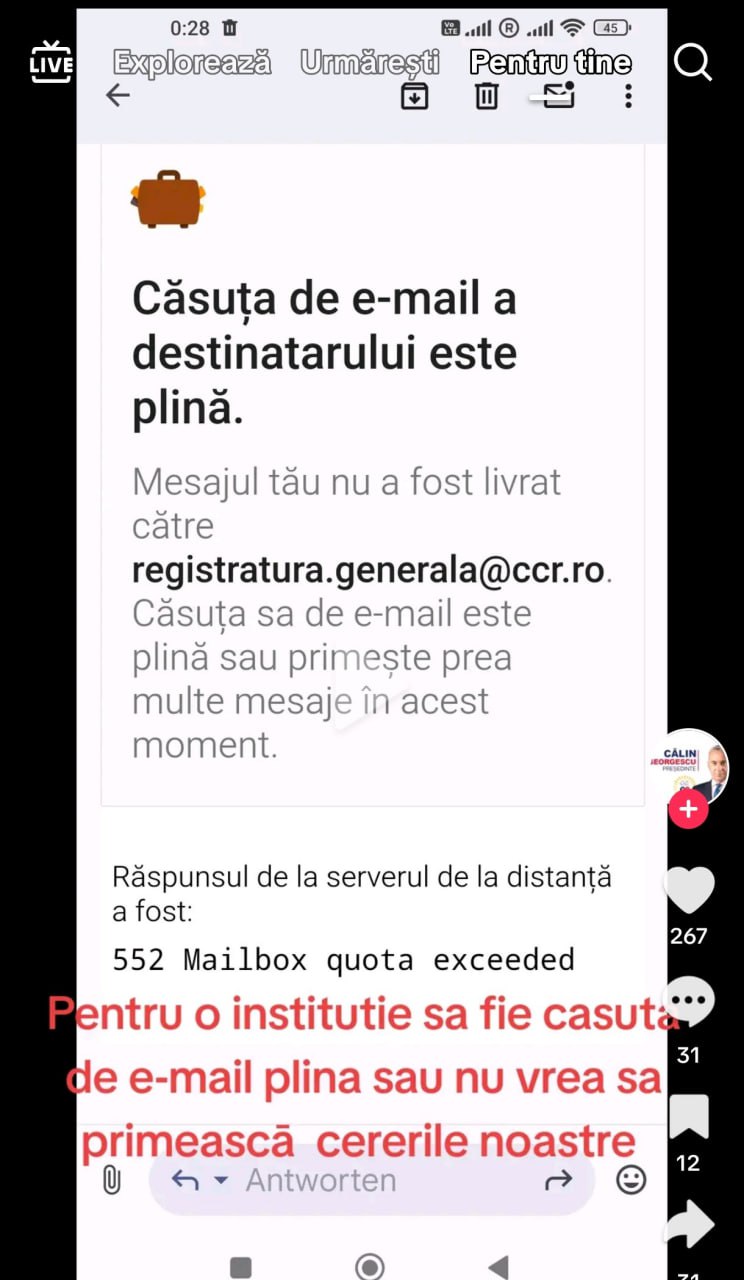 0:28
Vo LTE
R
45
LIVE
Explorează Urmărești Pentru tine
Căsuța de e-mail a
destinatarului este
plină.
Mesajul tău nu a fost livrat
către
registratura.generala@ccr.ro.
Căsuța sa de e-mail este
plină sau primește prea
multe mesaje în acest
moment.
CĂLIN
GEORGESCU
PREȘEDINTE
267
Răspunsul de la serverul de la distanță
a fost:
552 Mailbox quota exceeded
Pentru o institutie sa fie casuta
31
de e-mail plina sau nu vrea sa
primească cererile noastre
12
Antworten